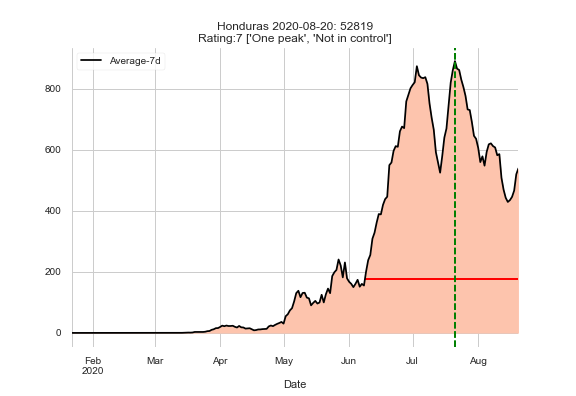 Honduras 2020-08-20: 52819
Rating:7 ['One peak', 'Not in control']
Average-7d
800
600
400
200
0
Feb
2020
Mar
Apr
May
Jun
Jul
Aug
Date